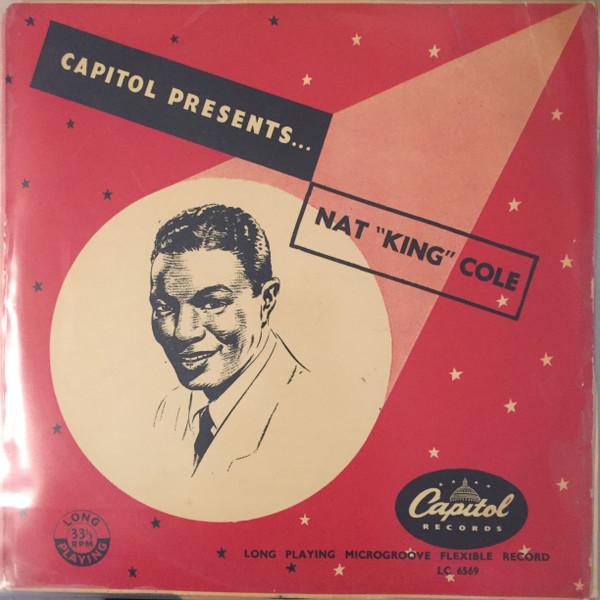 CAPITOL PRESENTS...
NAT "KING" COLE
Capitol
RECORDS
LONG
33⅓
RPM
PLAYING
LONG PLAYING MICROGROOVE FLEXIBLE RECORD
LC 6569